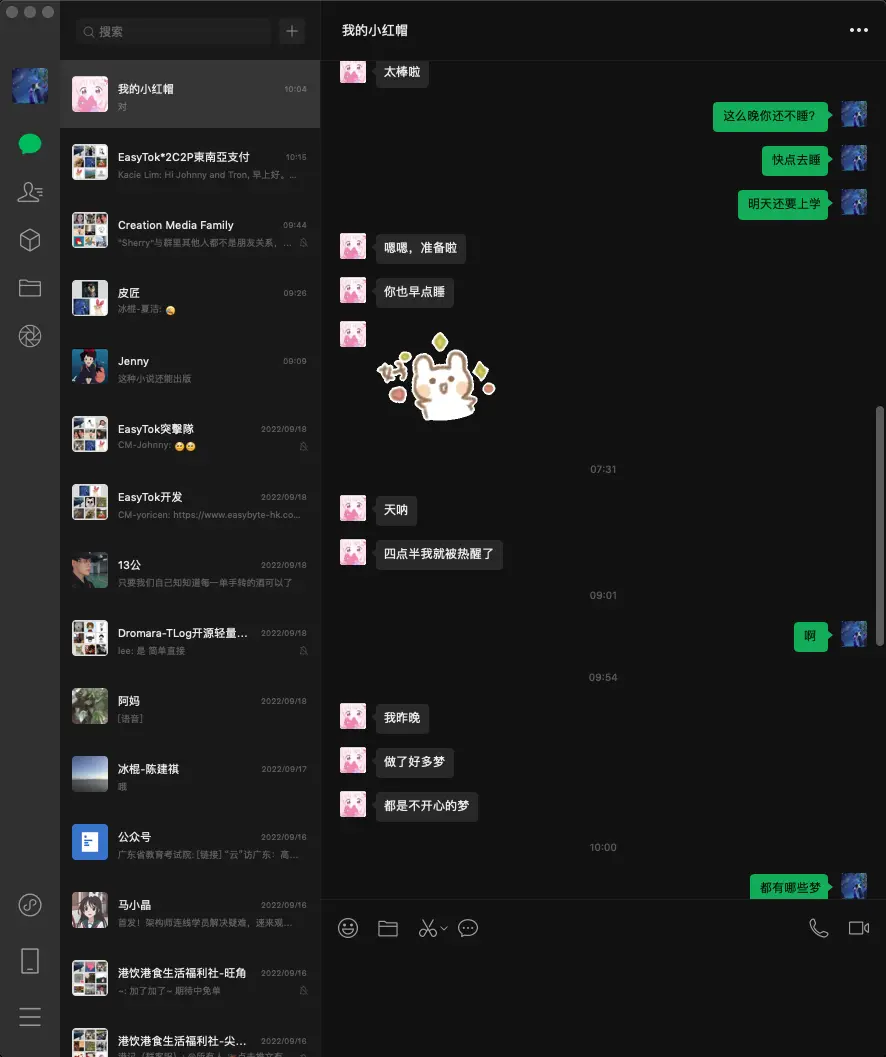 搜索
我的小红帽
10:04
对
EasyTok*2C2P東南亞支付
10:15
Kacie Lim: Hi Johnny and Tron, 早上好、...
Creation Media Family
09:44
"Sherry"与群里其他人都不是朋友关系，...
皮匠
09:26
冰棍-夏洁:
Jenny
09:09
这种小说还能出版
EasyTok突擊隊
2022/09/18
CM-Johnny:
EasyTok开发
2022/09/18
CM-yoricen: https://www.easybyte-hk.co...
13公
2022/09/18
只要我们自己知知道每一单手转的酒可以了
Dromara-TLog开源轻量...
2022/09/18
lee: 是 简单直接
阿妈
2022/09/18
[语音]
冰棍-陈建祺
2022/09/17
哦
公众号
2022/09/16
广东省教育考试院: [链接] “云”访广东：高...
马小晶
2022/09/16
首发！架构师连线学员解决疑难，速来观...
港饮港食生活福利社-旺角
2022/09/16
~: 加了加了~ 期待中免单
港饮港食生活福利社-尖...
2022/09/16
我的小红帽
太棒啦
这么晚你还不睡?
快点去睡
明天还要上学
嗯嗯，准备啦
你也早点睡
好
07:31
天呐
四点半我就被热醒了
09:01
啊
09:54
我昨晚
做了好多梦
都是不开心的梦
10:00
都有哪些梦